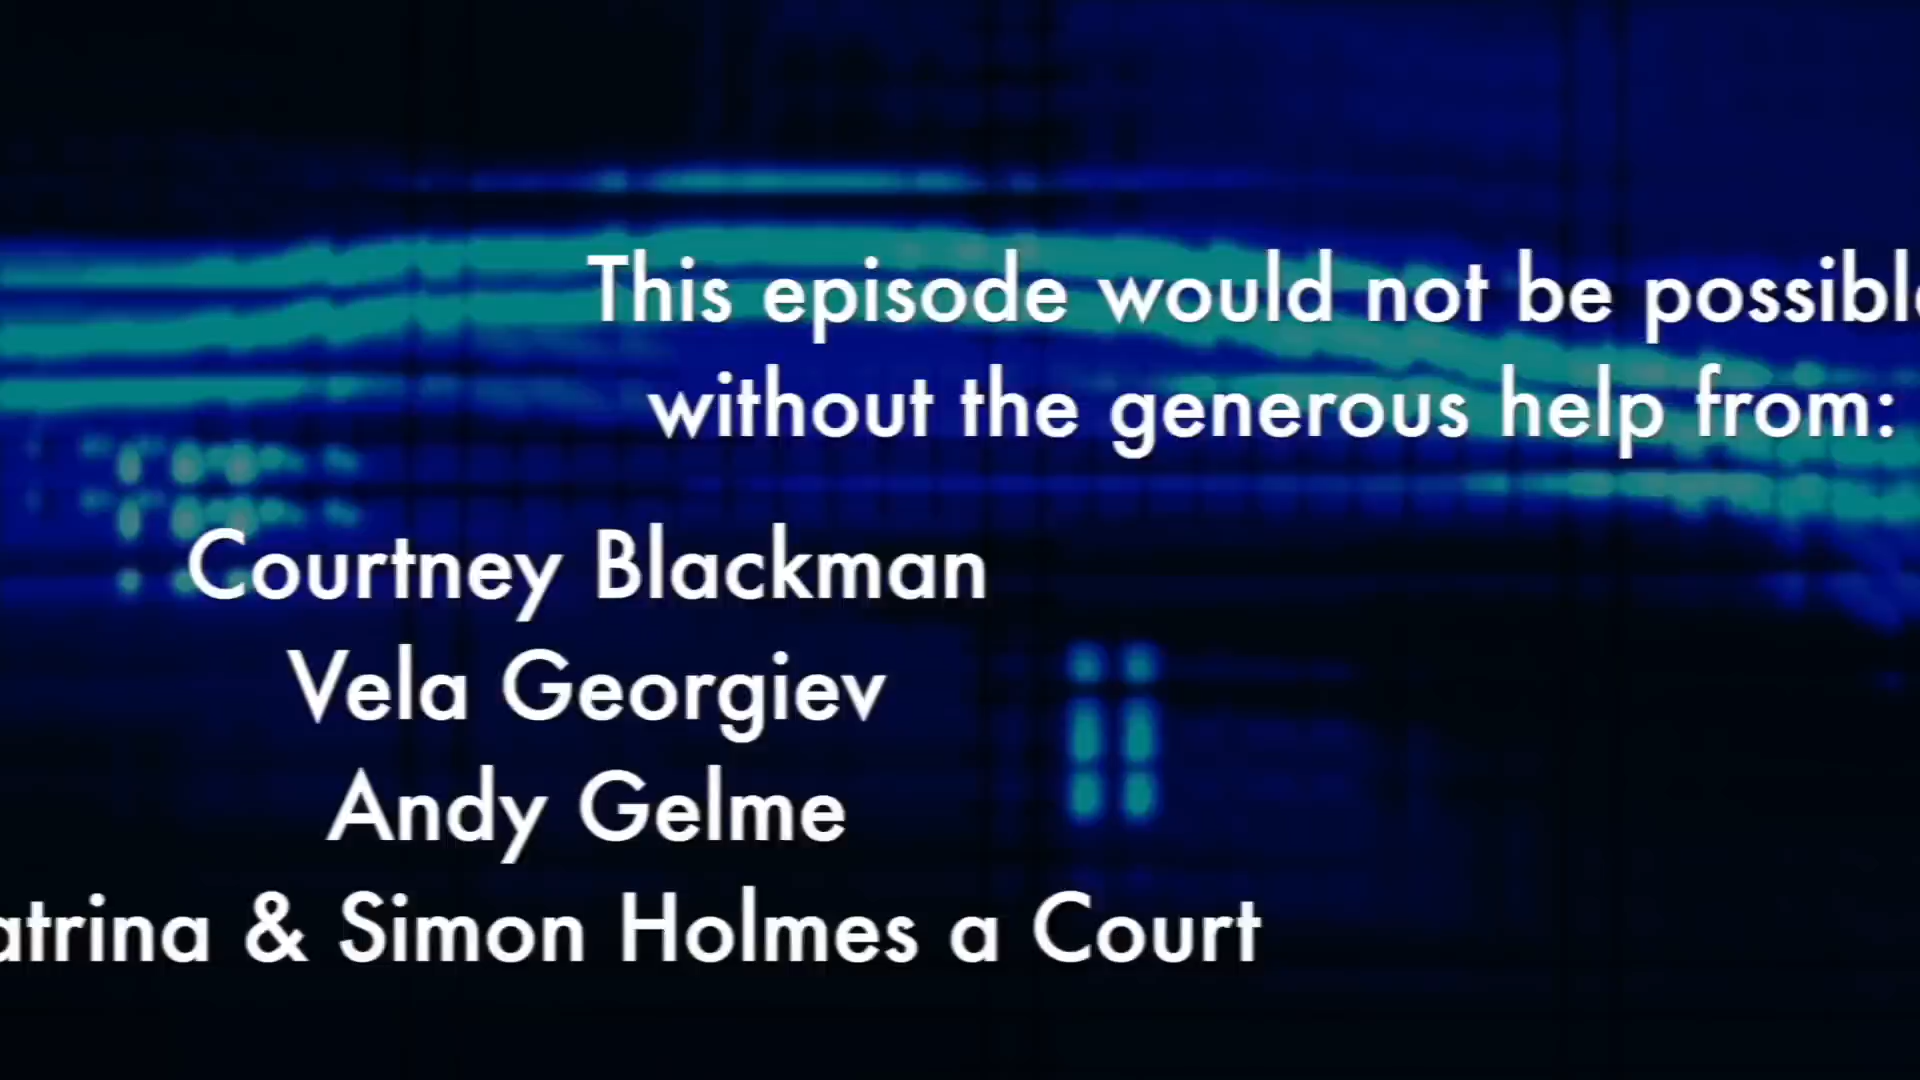 This episode would not be possible
without the generous help from:
Courtney Blackman
Vela Georgiev
Andy Gelme
atrina & Simon Holmes a Court